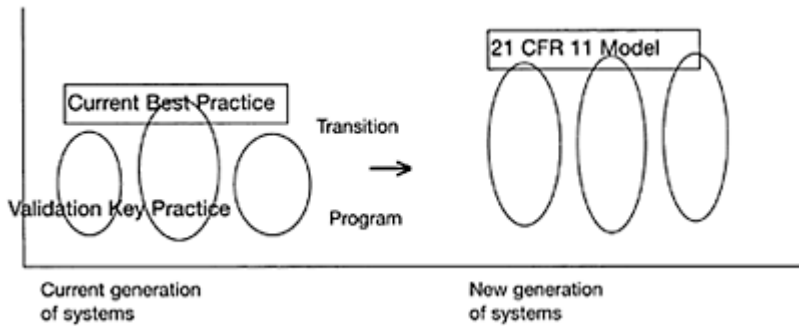 21 CFR 11 Model
Current Best Practice
Transition
Validation Key Practice
Program
Current generation
of systems
New generation
of systems